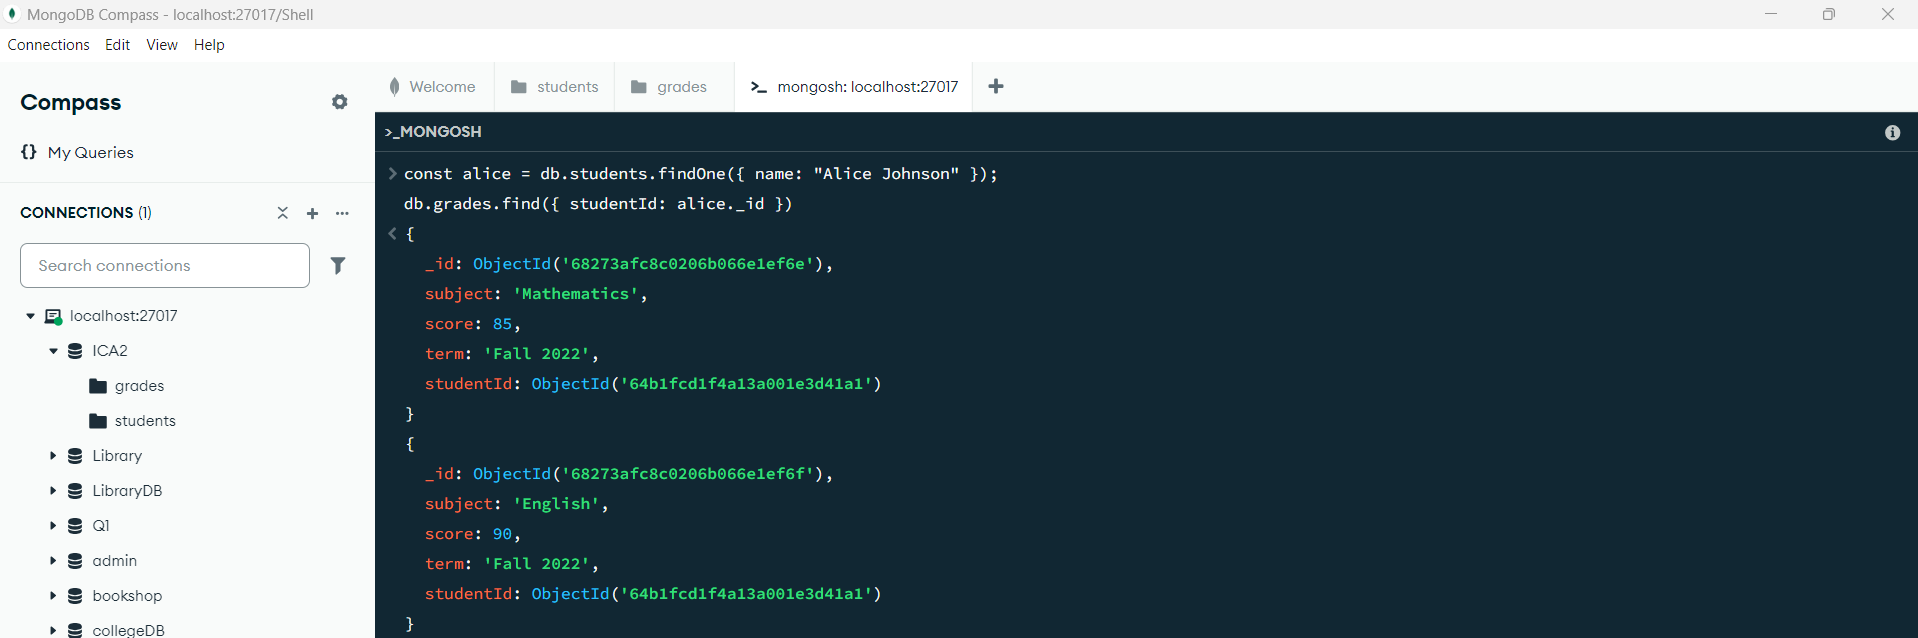 MongoDB Compass - localhost:27017/Shell
Connections Edit View Help
Compass
{} My Queries
CONNECTIONS (1)
Search connections
localhost:27017
ICA2
grades
students
Library
LibraryDB
Q1
admin
bookshop
collegeDB
Welcome students grades >_ mongosh: localhost:27017
>_MONGOSH
> const alice = db.students.findOne({ name: "Alice Johnson" });
db.grades.find({ studentId: alice._id })
< {
_id: ObjectId('68273afc8c0206b066e1ef6e'),
subject: 'Mathematics',
score: 85,
term: 'Fall 2022',
studentId: ObjectId('64b1fcd1f4a13a001e3d41a1')
}
{
_id: ObjectId('68273afc8c0206b066e1ef6f'),
subject: 'English',
score: 90,
term: 'Fall 2022',
studentId: ObjectId('64b1fcd1f4a13a001e3d41a1')
}